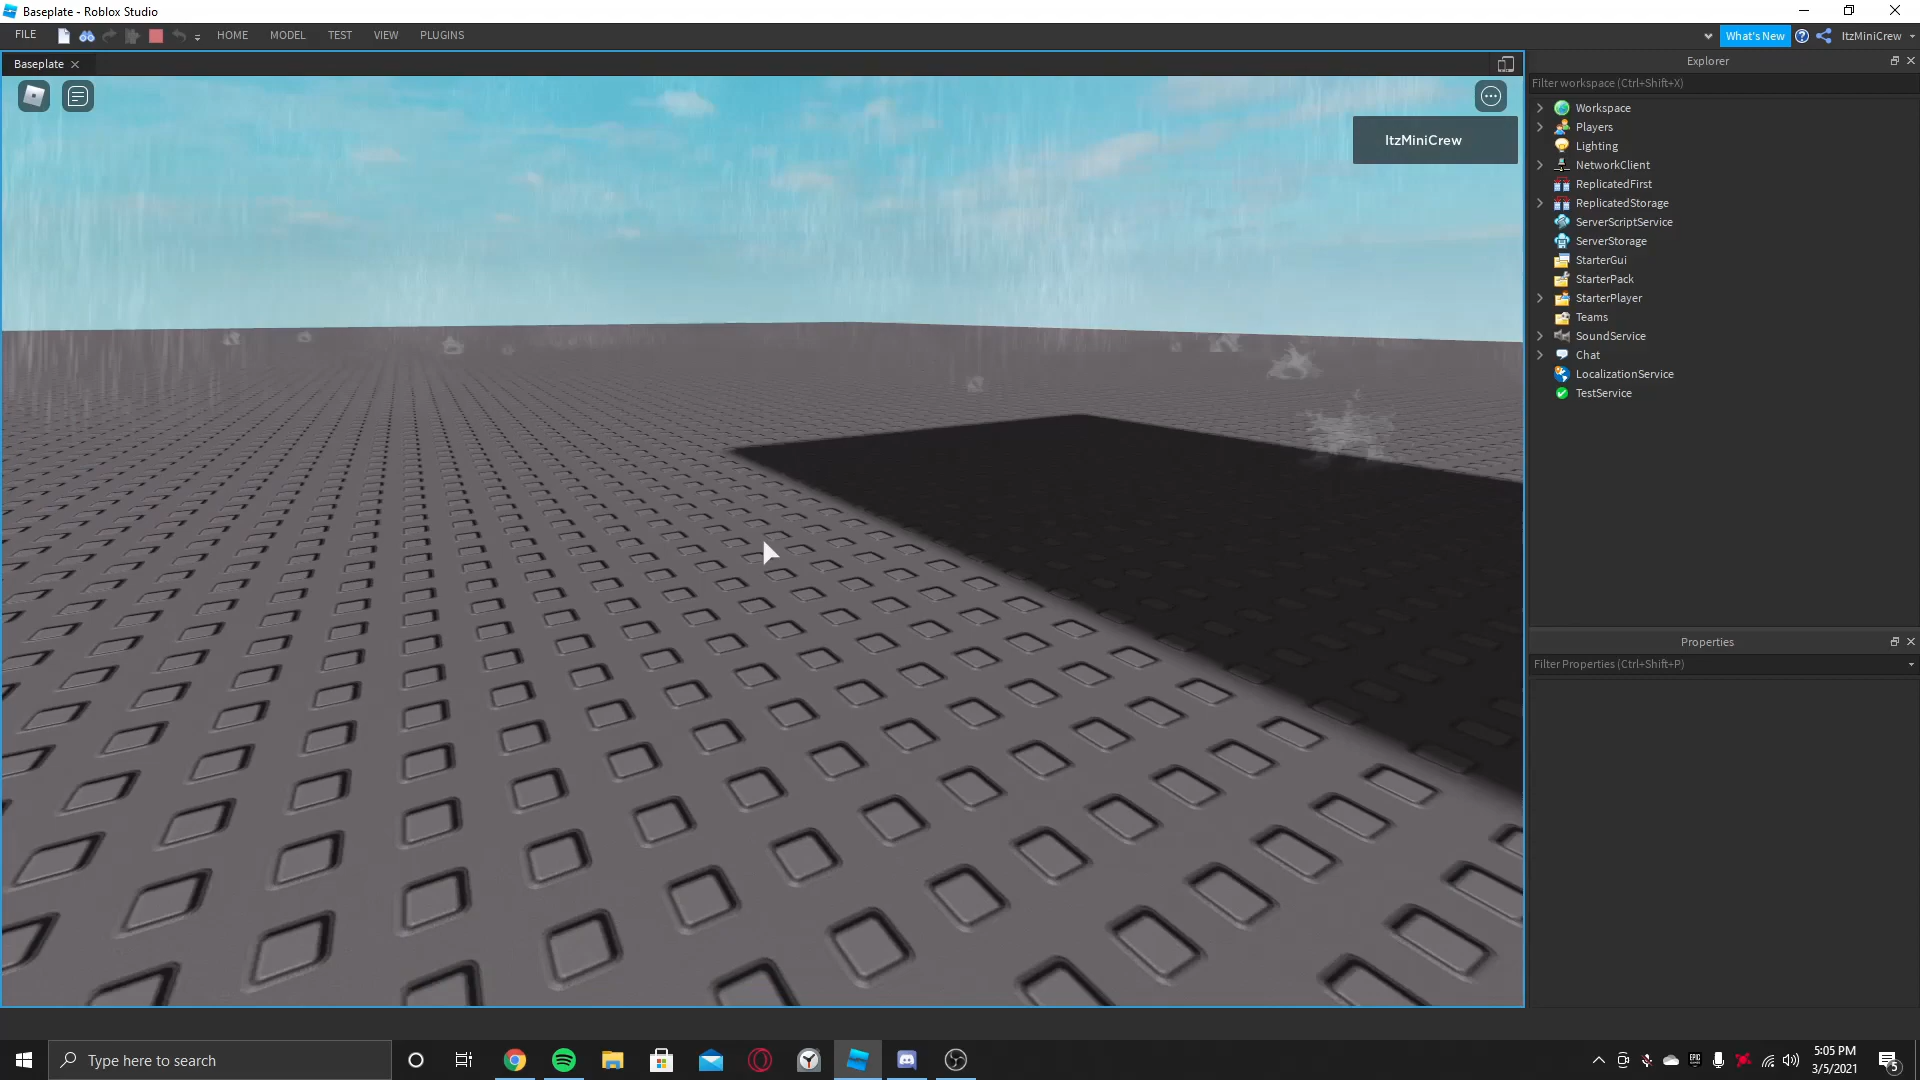 Baseplate - Roblox Studio
FILE HOME MODEL TEST VIEW PLUGINS What's New ItzMiniCrew
Baseplate
ItzMiniCrew
Explorer
Filter workspace (Ctrl+Shift+X)
Workspace
Players
Lighting
NetworkClient
ReplicatedFirst
ReplicatedStorage
ServerScriptService
ServerStorage
StarterGui
StarterPack
StarterPlayer
Teams
SoundService
Chat
LocalizationService
TestService
Properties
Filter Properties (Ctrl+Shift+P)
Type here to search
EPIC
5:05 PM
3/5/2021
5